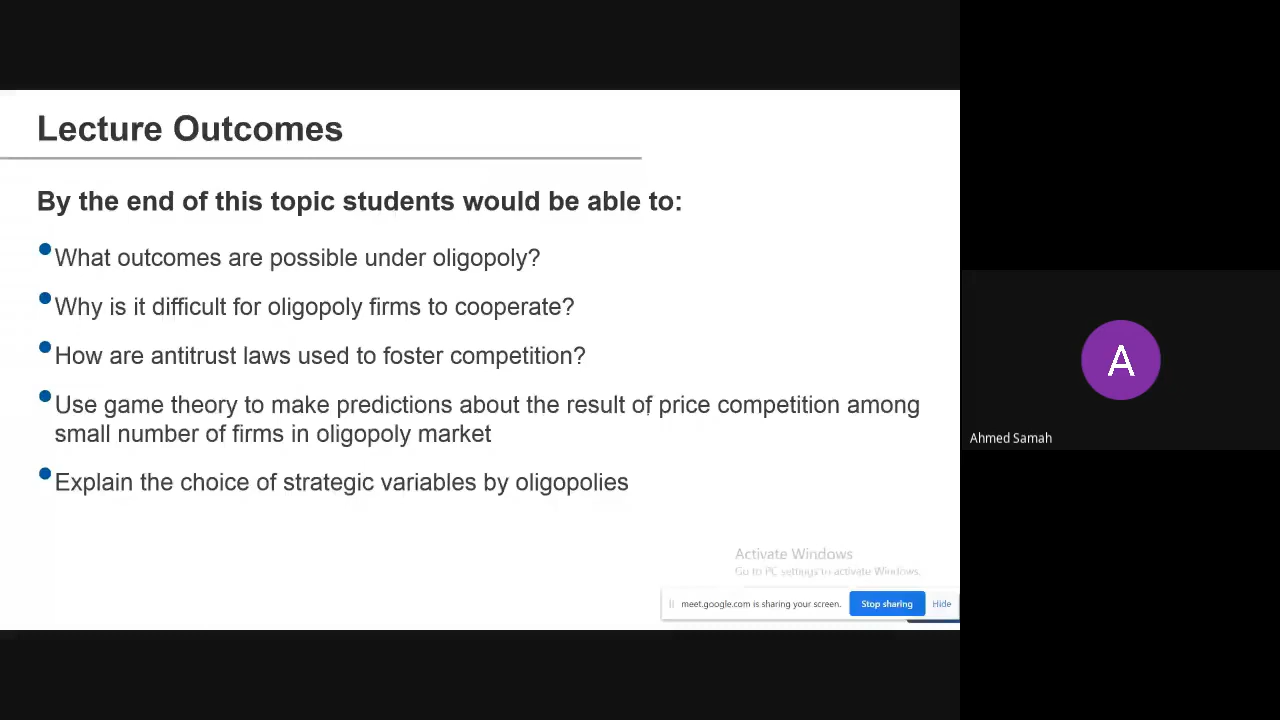 Lecture Outcomes
By the end of this topic students would be able to:
What outcomes are possible under oligopoly?
Why is it difficult for oligopoly firms to cooperate?
How are antitrust laws used to foster competition?
Use game theory to make predictions about the result of price competition among
small number of firms in oligopoly market
Explain the choice of strategic variables by oligopolies
Activate Windows
Go to PC settings to activate Windows.
meet.google.com is sharing your screen. Stop sharing Hide
A
Ahmed Samah